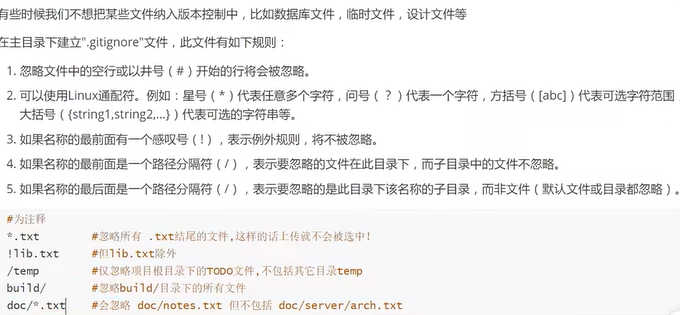 有些时候我们不想把某些文件纳入版本控制中，比如数据库文件，临时文件，设计文件等
在主目录下建立".gitignore"文件，此文件有如下规则：
1. 忽略文件中的空行或以井号（#）开始的行将会被忽略。
2. 可以使用Linux通配符。例如：星号（*）代表任意多个字符，问号（？）代表一个字符，方括号（[abc]）代表可选字符范围，
大括号（{string1,string2,...}）代表可选的字符串等。
3. 如果名称的最前面有一个感叹号（!），表示例外规则，将不被忽略。
4. 如果名称的最前面是一个路径分隔符（/），表示要忽略的文件在此目录下，而子目录中的文件不忽略。
5. 如果名称的最后面是一个路径分隔符（/），表示要忽略的是此目录下该名称的子目录，而非文件（默认文件或目录都忽略）。
#为注释
*.txt #忽略所有 .txt结尾的文件,这样的话上传就不会被选中!
!lib.txt #但lib.txt除外
/temp #仅忽略项目根目录下的TODO文件,不包括其它目录temp
build/ #忽略build/目录下的所有文件
doc/*.txt #会忽略 doc/notes.txt 但不包括 doc/server/arch.txt